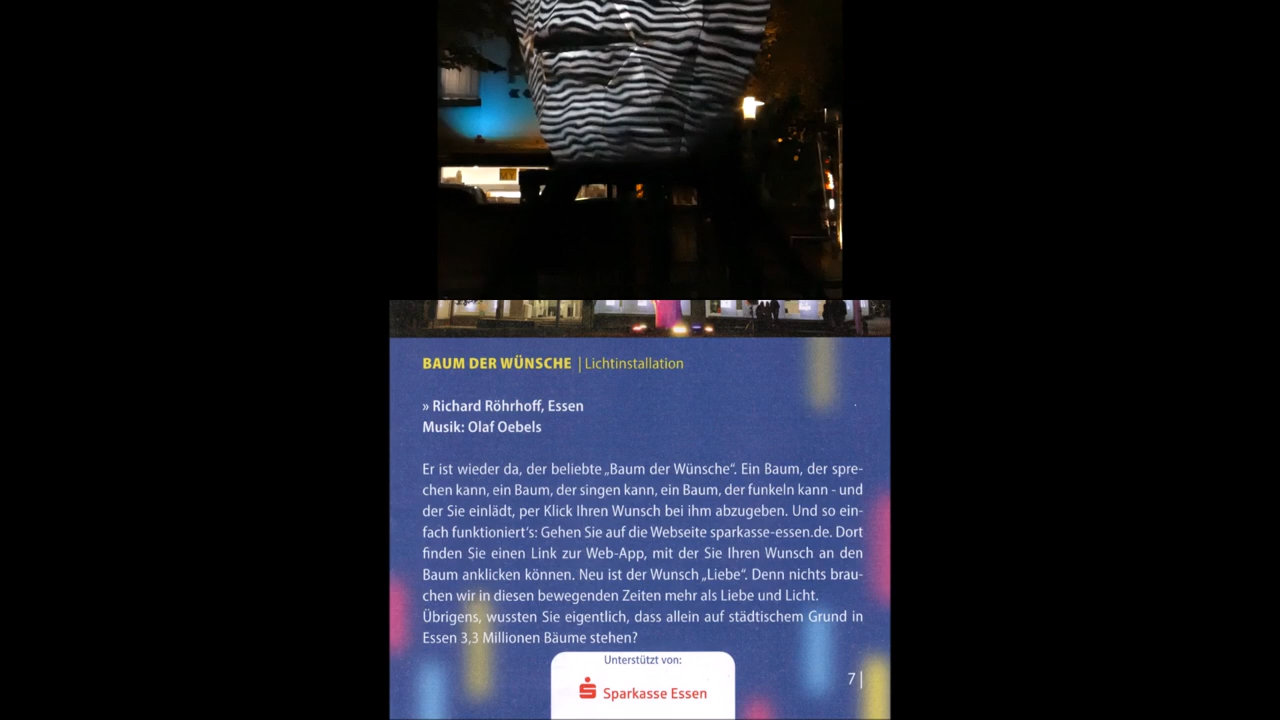 MY
BAUM DER WÜNSCHE | Lichtinstallation
» Richard Röhrhoff, Essen
Musik: Olaf Oebels
Er ist wieder da, der beliebte „Baum der Wünsche“. Ein Baum, der spre-
chen kann, ein Baum, der singen kann, ein Baum, der funkeln kann - und
der Sie einlädt, per Klick Ihren Wunsch bei ihm abzugeben. Und so ein-
fach funktioniert's: Gehen Sie auf die Webseite sparkasse-essen.de. Dort
finden Sie einen Link zur Web-App, mit der Sie Ihren Wunsch an den
Baum anklicken können. Neu ist der Wunsch „Liebe“. Denn nichts brau-
chen wir in diesen bewegenden Zeiten mehr als Liebe und Licht.
Übrigens, wussten Sie eigentlich, dass allein auf städtischem Grund in
Essen 3,3 Millionen Bäume stehen?
Unterstützt von:
Sparkasse Essen
7 |